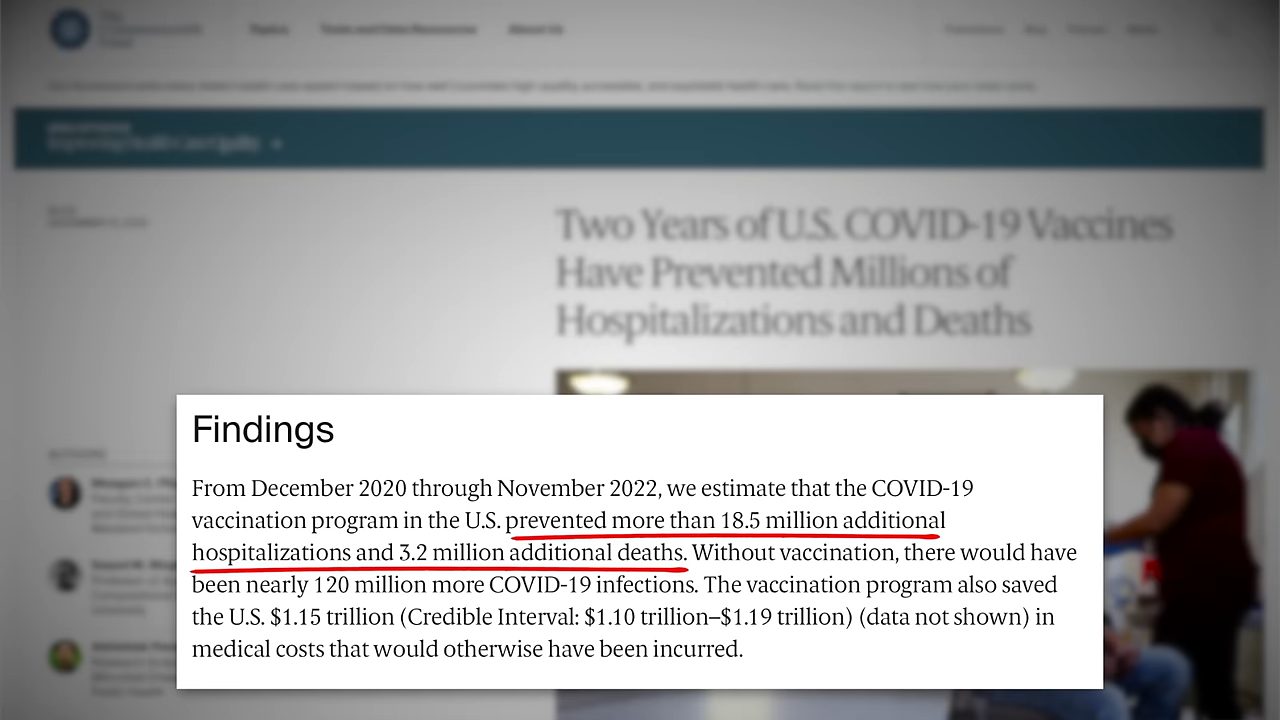 Topics
About Us
Two Years of U.S. COVID-19 Vaccines
Have Prevented Millions of
Hospitalizations and Deaths
Findings
From December 2020 through November 2022, we estimate that the COVID-19
vaccination program in the U.S. prevented more than 18.5 million additional
hospitalizations and 3.2 million additional deaths. Without vaccination, there would have
been nearly 120 million more COVID-19 infections. The vaccination program also saved
the U.S. $1.15 trillion (Credible Interval: $1.10 trillion–$1.19 trillion) (data not shown) in
medical costs that would otherwise have been incurred.